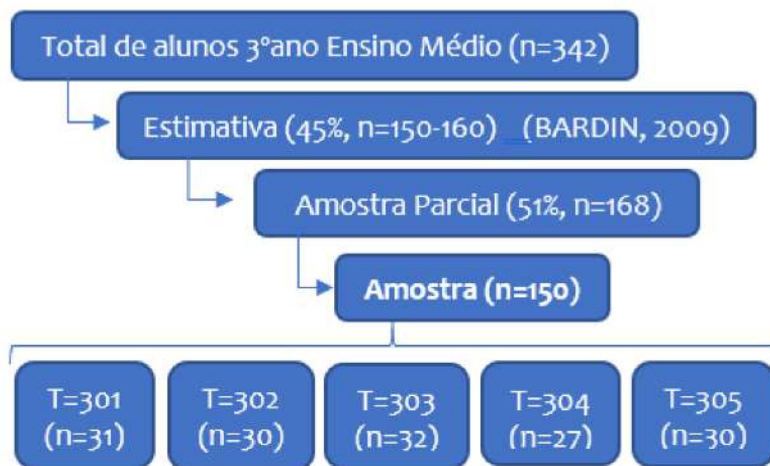 Total de alunos 3°ano Ensino Médio (n=342)
Estimativa (45%, n=150-160) (BARDIN, 2009)
Amostra Parcial (51%, n=168)
Amostra (n=150)
T=301 T=302 T=303 T=304 T=305
(n=31) (n=30) (n=32) (n=27) (n=30)